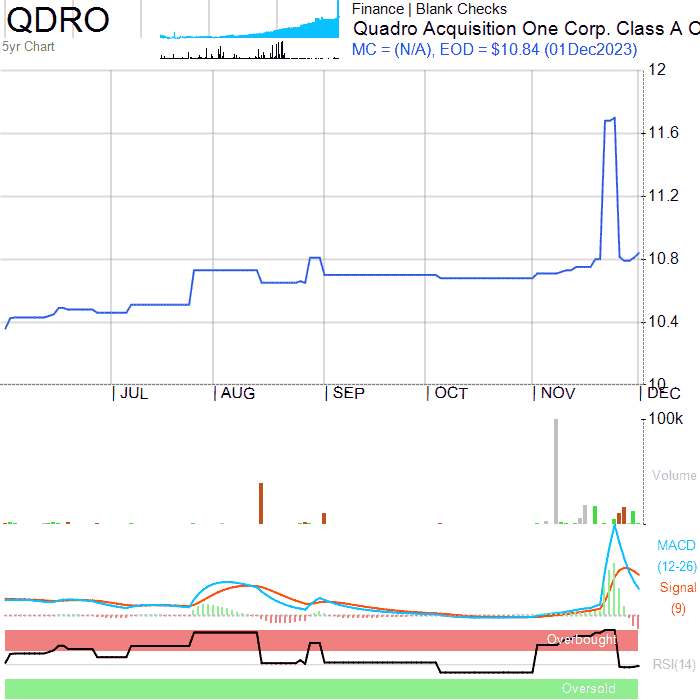 QDRO
5yr Chart
Finance | Blank Checks
Quadro Acquisition One Corp. Class A O
MC = (N/A), EOD = $10.84 (01Dec2023)
12
11.6
11.2
10.8
10.4
10
| JUL | AUG | SEP | OCT | NOV | DEC
100k
Volume
MACD
(12-26)
Signal
(9)
Overbought
RSI(14)
Oversold